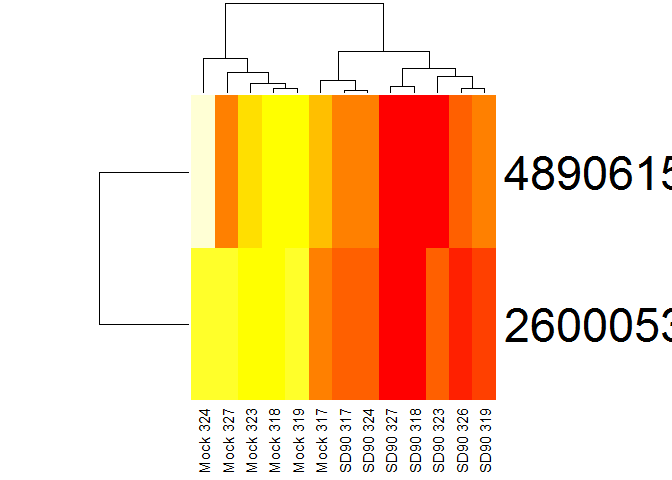 4890615
2600053
Mock 324
Mock 327
Mock 323
Mock 318
Mock 319
Mock 317
SD90 317
SD90 324
SD90 327
SD90 318
SD90 323
SD90 326
SD90 319